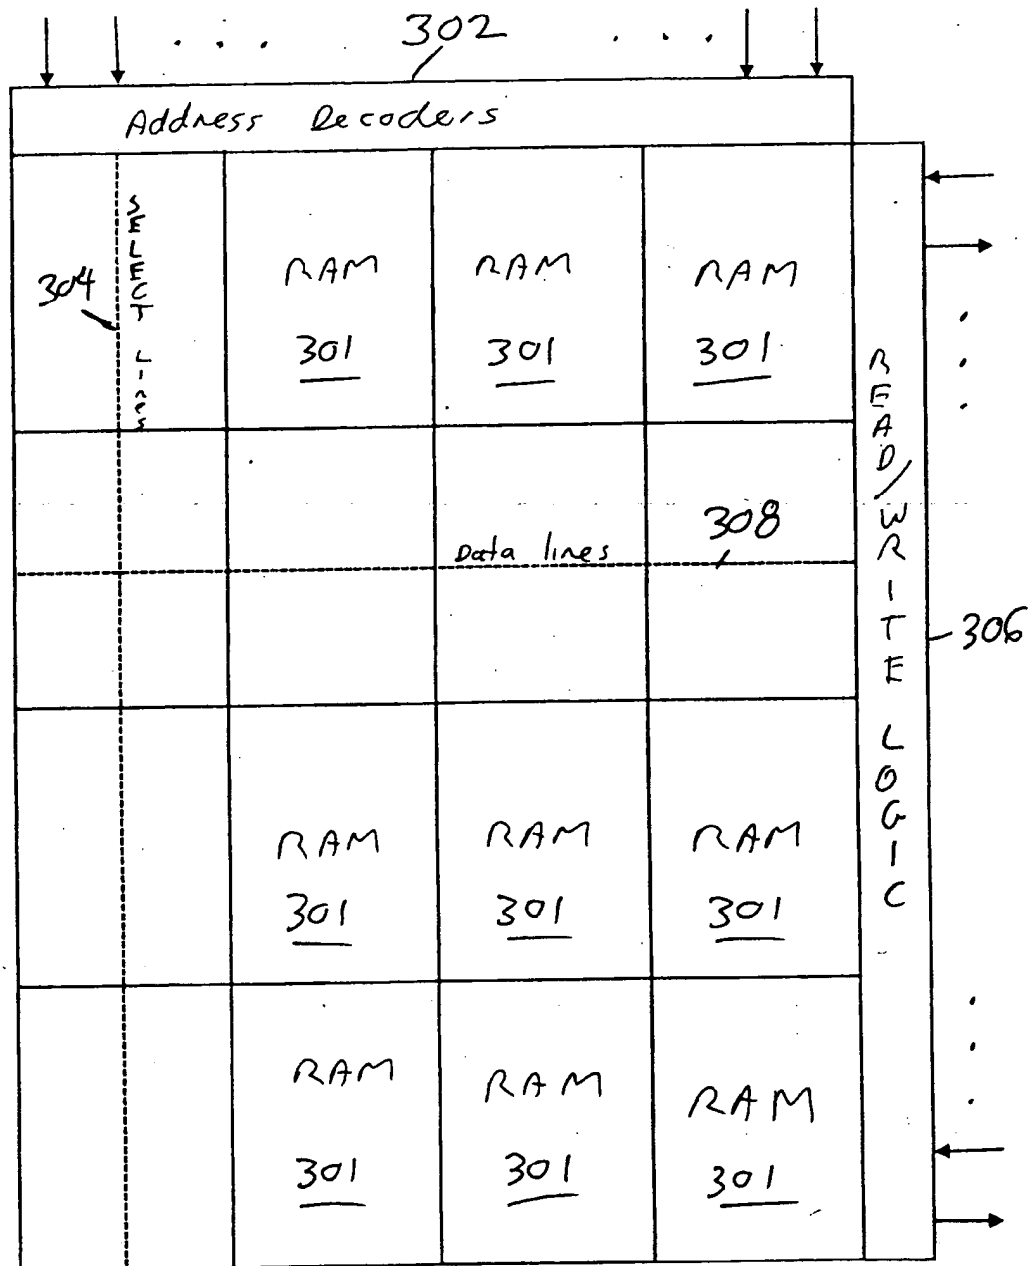 302
Address Decoders
SELECT Lines
304
RAM RAM RAM
301 301 301
308
Data lines
READ/WRITE LOGIC
306
RAM RAM RAM
301 301 301
RAM RAM RAM
301 301 301